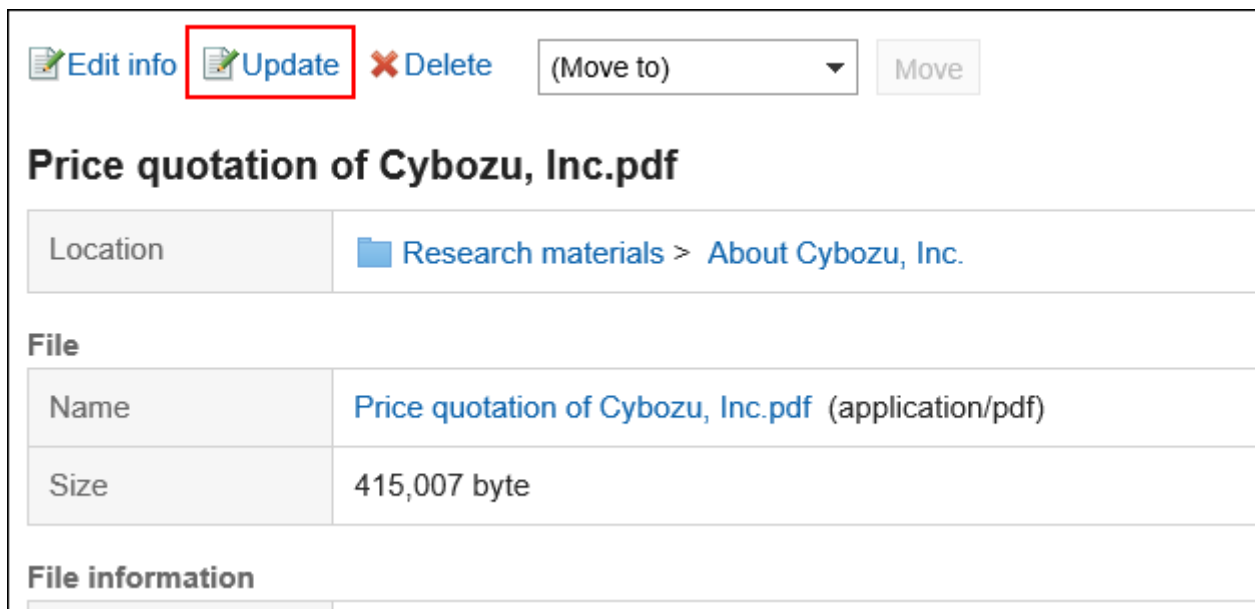 Edit info Update Delete (Move to) Move
Price quotation of Cybozu, Inc.pdf
Location Research materials > About Cybozu, Inc.
File
Name Price quotation of Cybozu, Inc.pdf (application/pdf)
Size 415,007 byte
File information